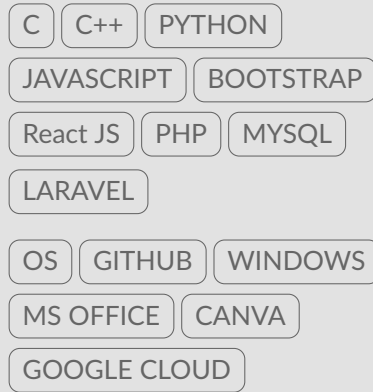 C C++ PYTHON
JAVASCRIPT BOOTSTRAP
React JS PHP MYSQL
LARAVEL
OS GITHUB WINDOWS
MS OFFICE CANVA
GOOGLE CLOUD